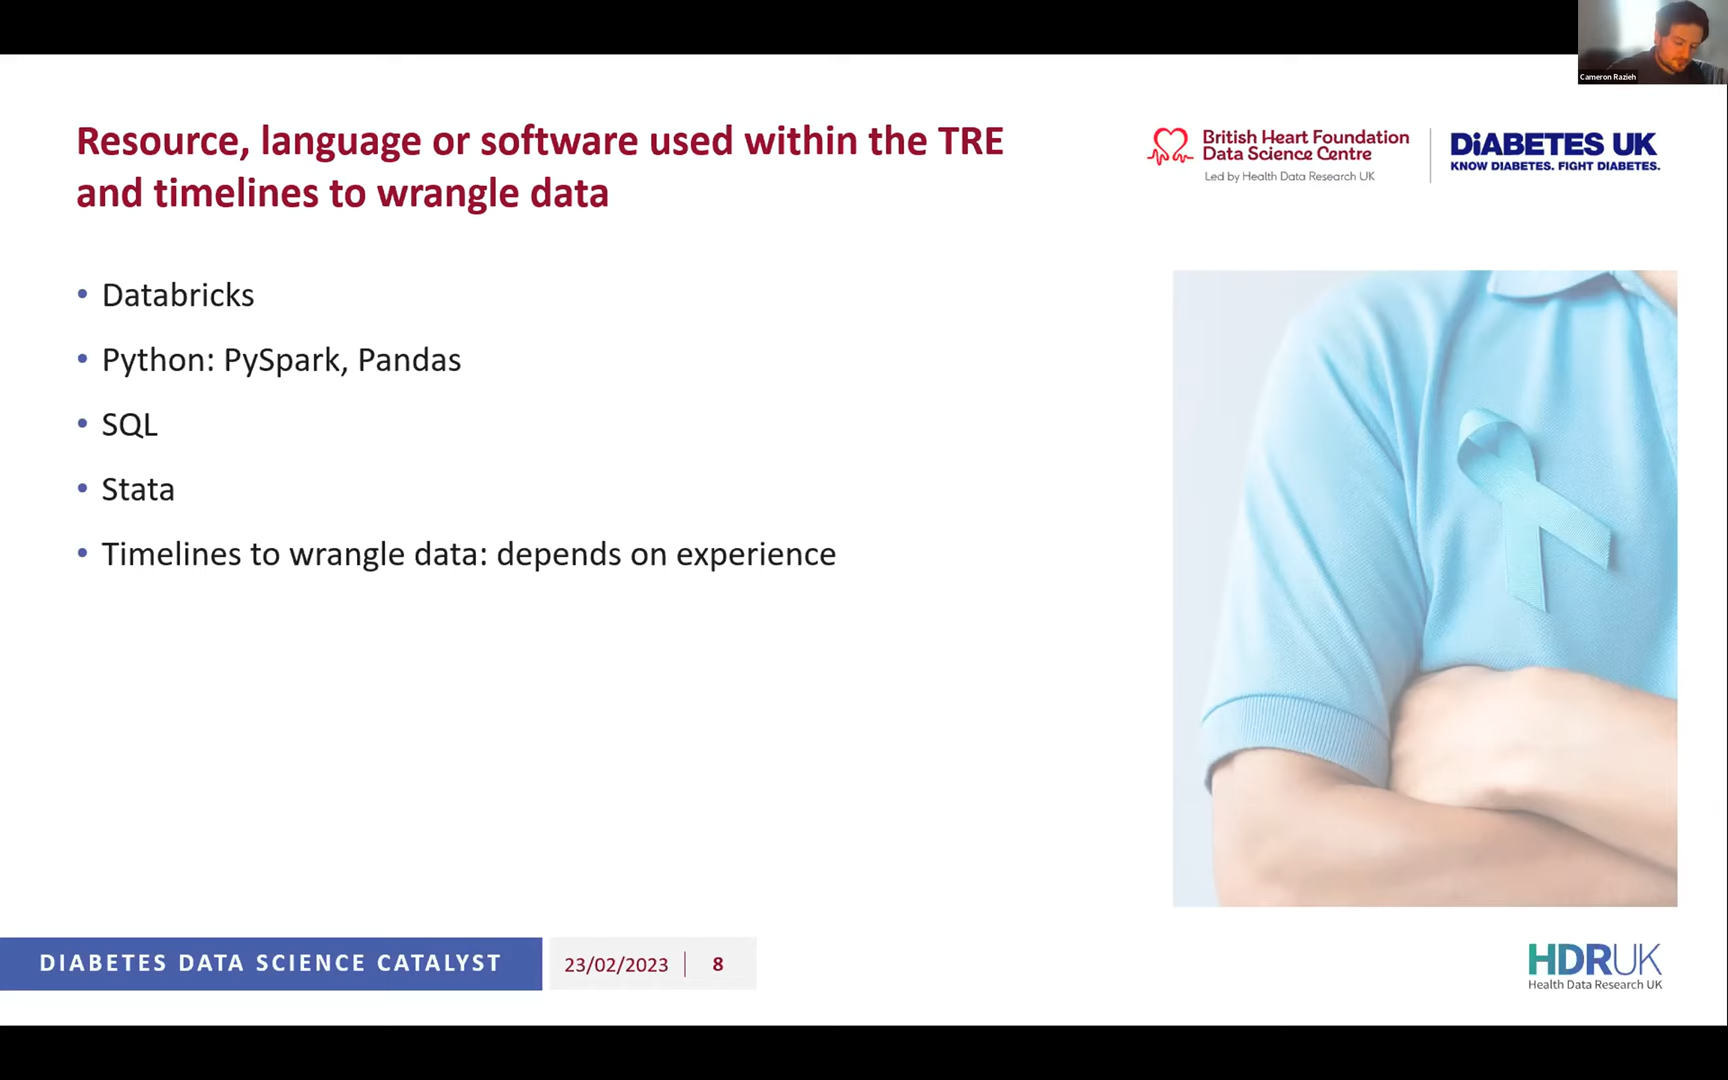 Cameron Razieh
Resource, language or software used within the TRE
and timelines to wrangle data
British Heart Foundation
Data Science Centre
Led by Health Data Research UK
DiABETES UK
KNOW DIABETES. FIGHT DIABETES.
• Databricks
• Python: PySpark, Pandas
• SQL
• Stata
• Timelines to wrangle data: depends on experience
DIABETES DATA SCIENCE CATALYST
23/02/2023 | 8
HDRUK
Health Data Research UK